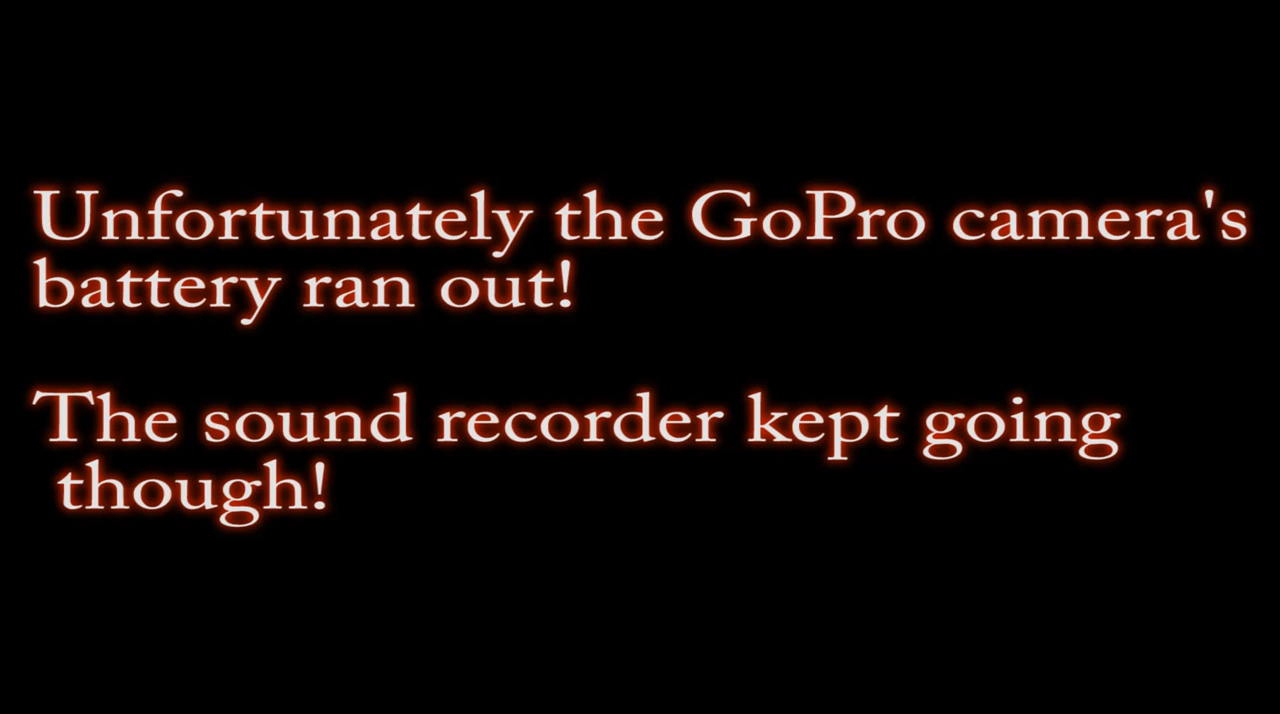 Unfortunately the GoPro camera's
battery ran out!
The sound recorder kept going
though!